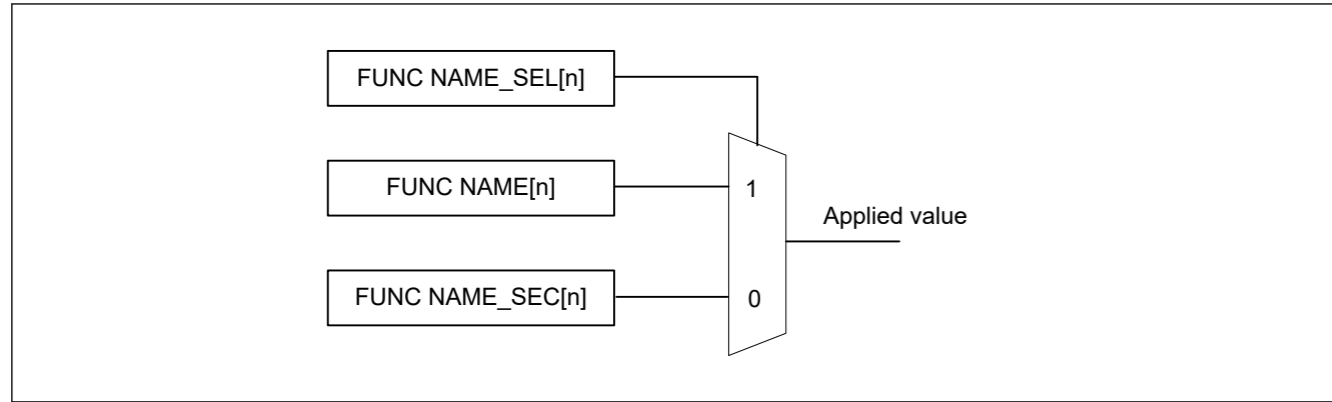 FUNC NAME_SEL[n]
FUNC NAME[n]
1
Applied value
FUNC NAME_SEC[n]
0